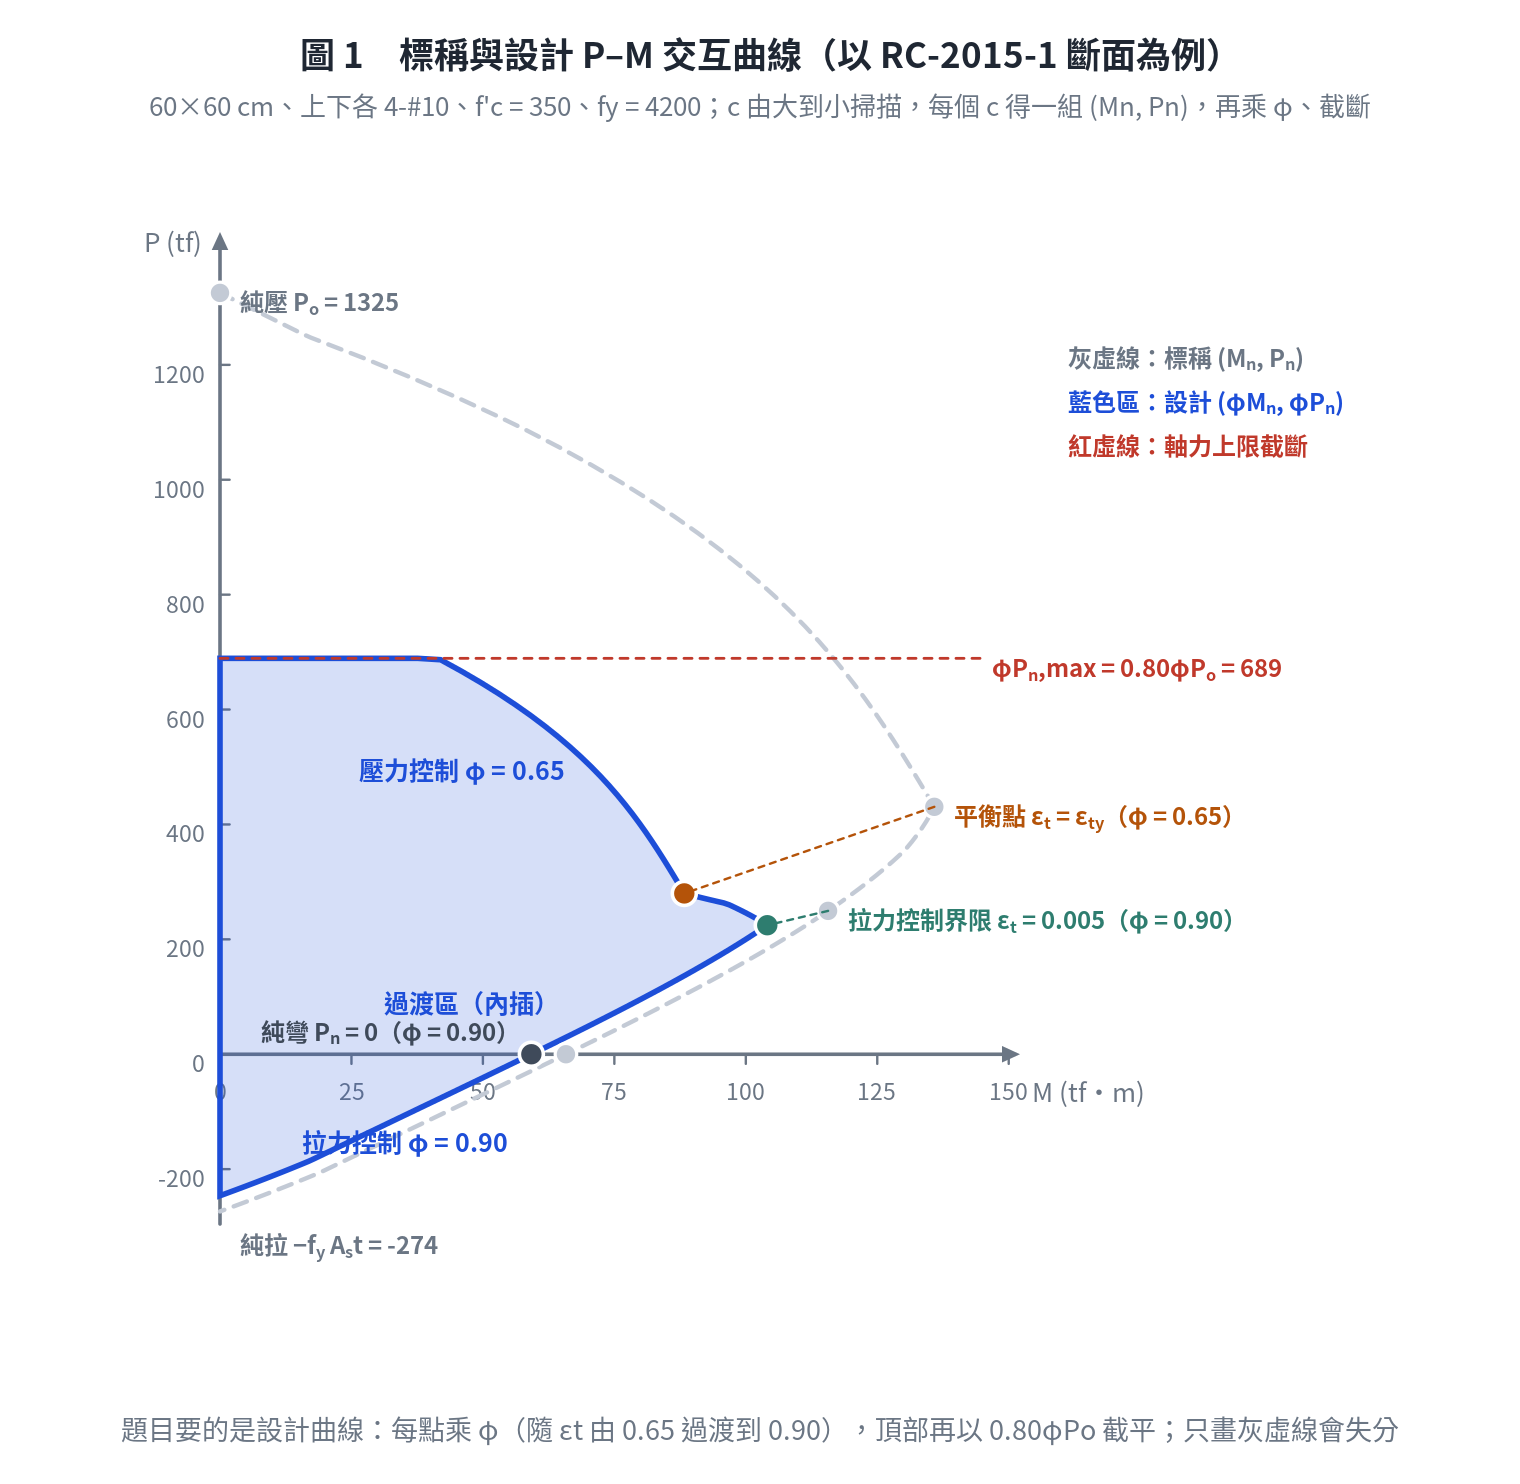 圖 1　標稱與設計 P–M 交互曲線（以 RC-2015-1 斷面為例）
60×60 cm、上下各 4-#10、f'c = 350、fy = 4200；c 由大到小掃描，每個 c 得一組 (Mn, Pn)，再乘 ϕ、截斷
P (tf)
純壓 Pₒ = 1325
灰虛線：標稱 (Mₙ, Pₙ)
藍色區：設計 (ϕMₙ, ϕPₙ)
紅虛線：軸力上限截斷
1200
1000
800
600
400
200
0
-200
ϕPₙ,max = 0.80ϕPₒ = 689
壓力控制 ϕ = 0.65
平衡點 εt = εty（ϕ = 0.65）
拉力控制界限 εt = 0.005（ϕ = 0.90）
過渡區（內插）
純彎 Pₙ = 0（ϕ = 0.90）
0 25 50 75 100 125 150 M (tf・m)
拉力控制 ϕ = 0.90
純拉 −fy Ast = -274
題目要的是設計曲線：每點乘 ϕ（隨 εt 由 0.65 過渡到 0.90），頂部再以 0.80ϕPo 截平；只畫灰虛線會失分